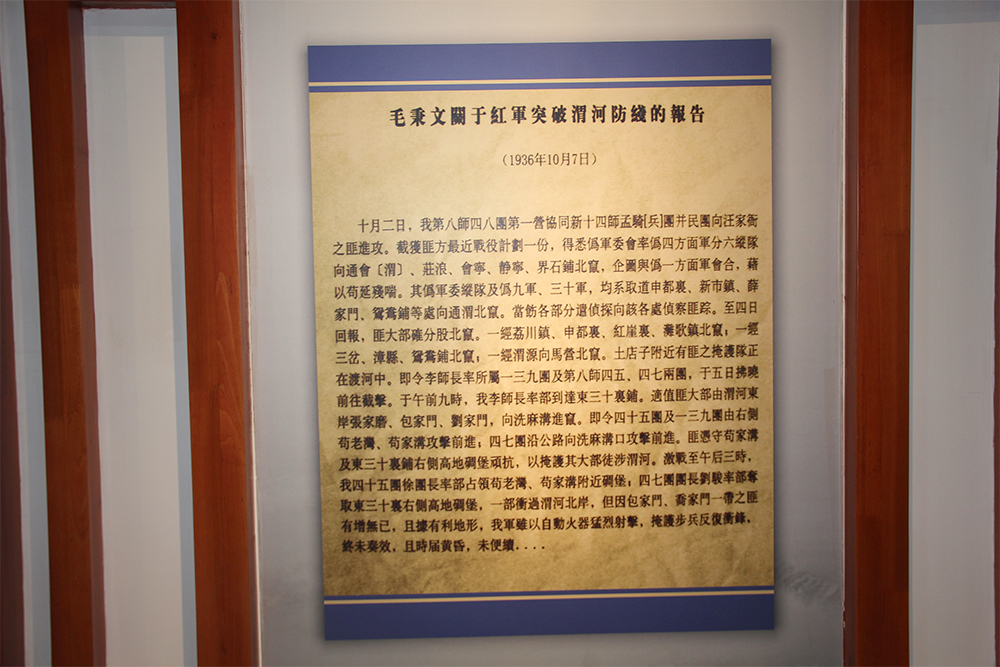 毛秉文關于紅軍突破渭河防綫的報告
（1936年10月7日）
十月二日，我第八師四八團第一營協同新十四師孟騎[兵]團并民團向汪家衙
之匪進攻。截獲匪方最近戰役計劃一份，得悉僞軍委會率僞四方面軍分六縱隊
向通會〔渭〕、莊浪、會寧、静寧、界石鋪北竄，企圖與僞一方面軍會合，藉
以苟延殘喘。其僞軍委縱隊及僞九軍、三十軍，均系取道申都裏、新市鎮、薛
家門、鴛鴦鋪等處向通渭北竄。當飭各部分遣偵探向該各處偵察匪踪。至四日
回報，匪大部確分股北竄。一經荔川鎮、申都裏、紅崖裏、灘歌鎮北竄；一經
三岔、漳縣、鴛鴦鋪北竄；一經渭源向馬營北竄。土店子附近有匪之掩護隊正
在渡河中。即令李師長率所屬一三九團及第八師四五、四七兩團，于五日拂曉
前往截擊。于午前九時，我李師長率部到達東三十裏鋪。適值匪大部由渭河東
岸張家磨、包家門、劉家門，向洗麻溝進竄。即令四十五團及一三九團由右側
苟老灣、苟家溝攻擊前進；四七團沿公路向洗麻溝口攻擊前進。匪憑守苟家溝
及東三十裏鋪右側高地碉堡頑抗，以掩護其大部徒涉渭河。激戰至午后三時，
我四十五團徐團長率部占領苟老灣、苟家溝附近碉堡；四七團團長劉駿率部奪
取東三十裏右側高地碉堡，一部衝過渭河北岸，但因包家門、喬家門一帶之匪
有增無已，且據有利地形，我軍雖以自動火器猛烈射擊，掩護步兵反復衝鋒，
終未奏效，且時届黄昏，未便續....